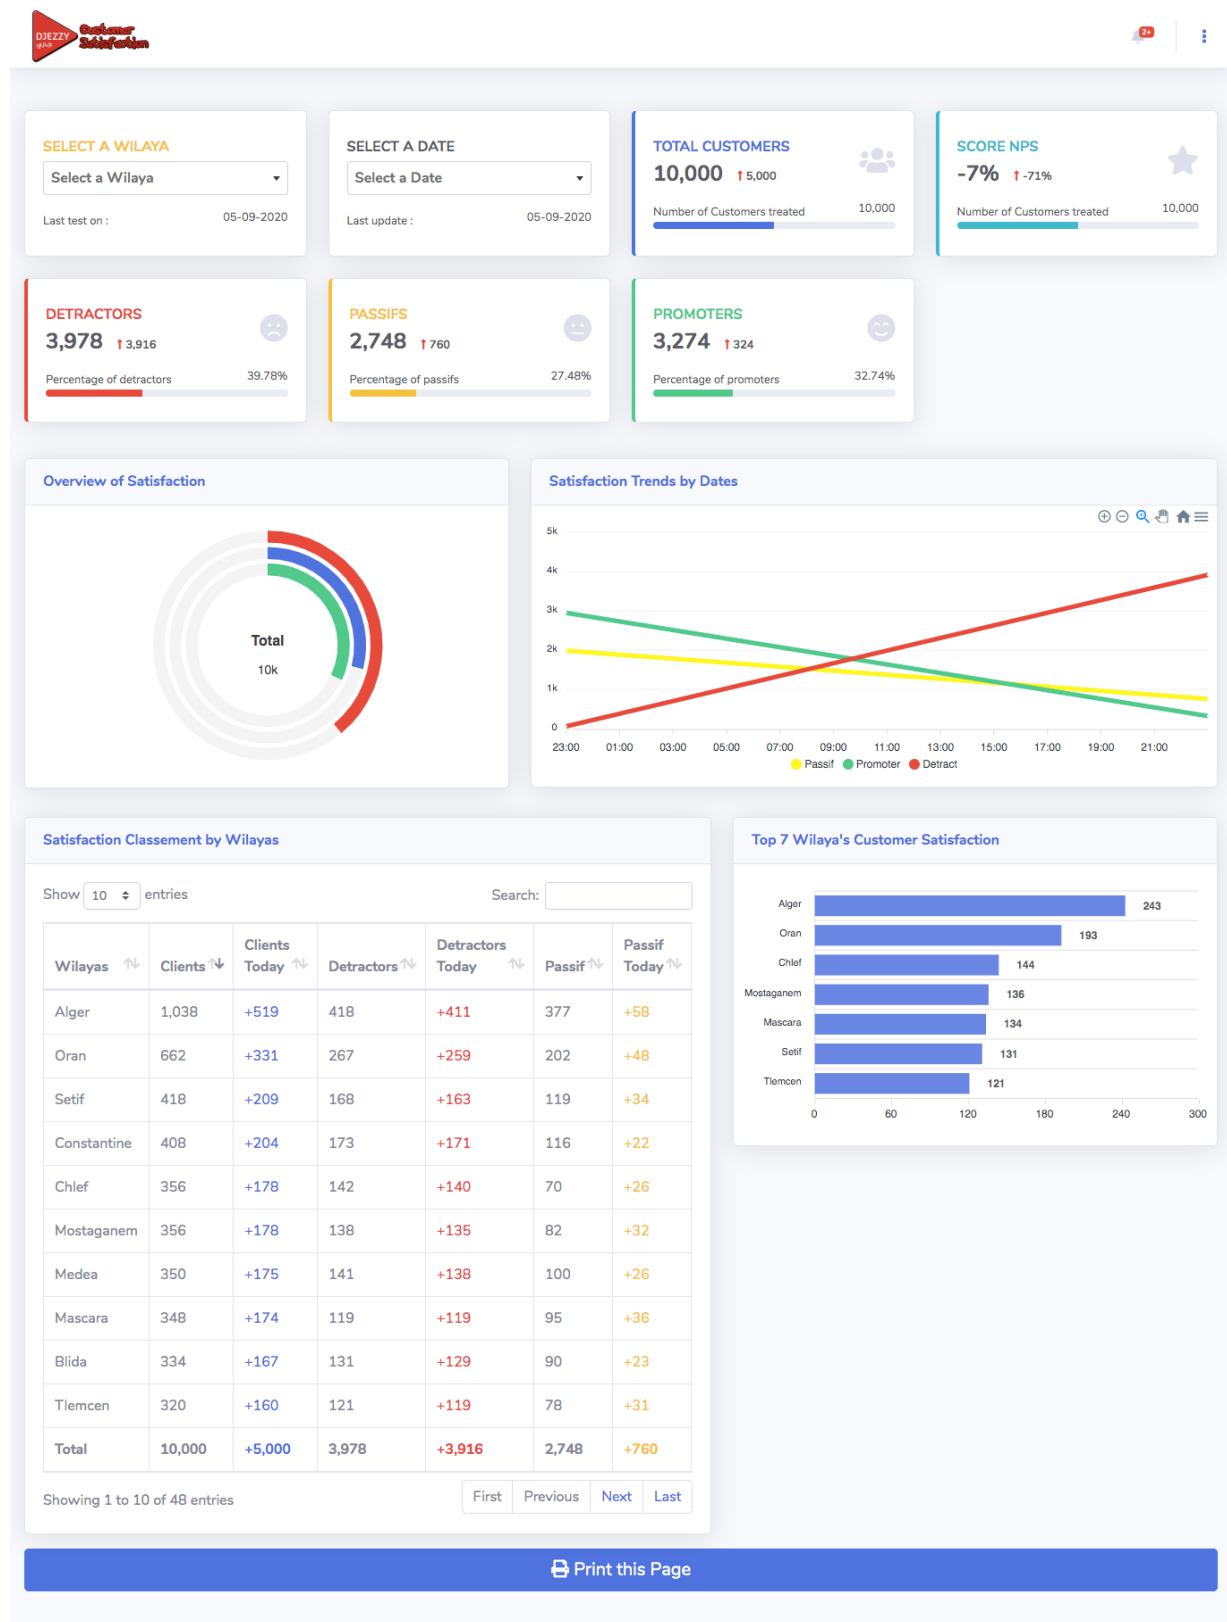 DJEZZY
جازي
Customer
Satisfaction
2+
SELECT A WILAYA
Select a Wilaya
Last test on :
05-09-2020
SELECT A DATE
Select a Date
Last update :
05-09-2020
TOTAL CUSTOMERS
10,000 5,000
Number of Customers treated
10,000
SCORE NPS
-7% -71%
Number of Customers treated
10,000
DETRACTORS
3,978 3,916
Percentage of detractors
39.78%
PASSIFS
2,748 760
Percentage of passifs
27.48%
PROMOTERS
3,274 324
Percentage of promoters
32.74%
Overview of Satisfaction
Total
10k
Satisfaction Trends by Dates
5k
4k
3k
2k
1k
0
23:00 01:00 03:00 05:00 07:00 09:00 11:00 13:00 15:00 17:00 19:00 21:00
Passif Promoter Detract
Satisfaction Classement by Wilayas
Show 10 entries
Search:
Wilayas Clients Clients Today Detractors Detractors Today Passif Passif Today
Alger 1,038 +519 418 +411 377 +58
Oran 662 +331 267 +259 202 +48
Setif 418 +209 168 +163 119 +34
Constantine 408 +204 173 +171 116 +22
Chlef 356 +178 142 +140 70 +26
Mostaganem 356 +178 138 +135 82 +32
Medea 350 +175 141 +138 100 +26
Mascara 348 +174 119 +119 95 +36
Blida 334 +167 131 +129 90 +23
Tlemcen 320 +160 121 +119 78 +31
Total 10,000 +5,000 3,978 +3,916 2,748 +760
Showing 1 to 10 of 48 entries
First Previous Next Last
Top 7 Wilaya's Customer Satisfaction
Alger 243
Oran 193
Chlef 144
Mostaganem 136
Mascara 134
Setif 131
Tlemcen 121
0 60 120 180 240 300
Print this Page